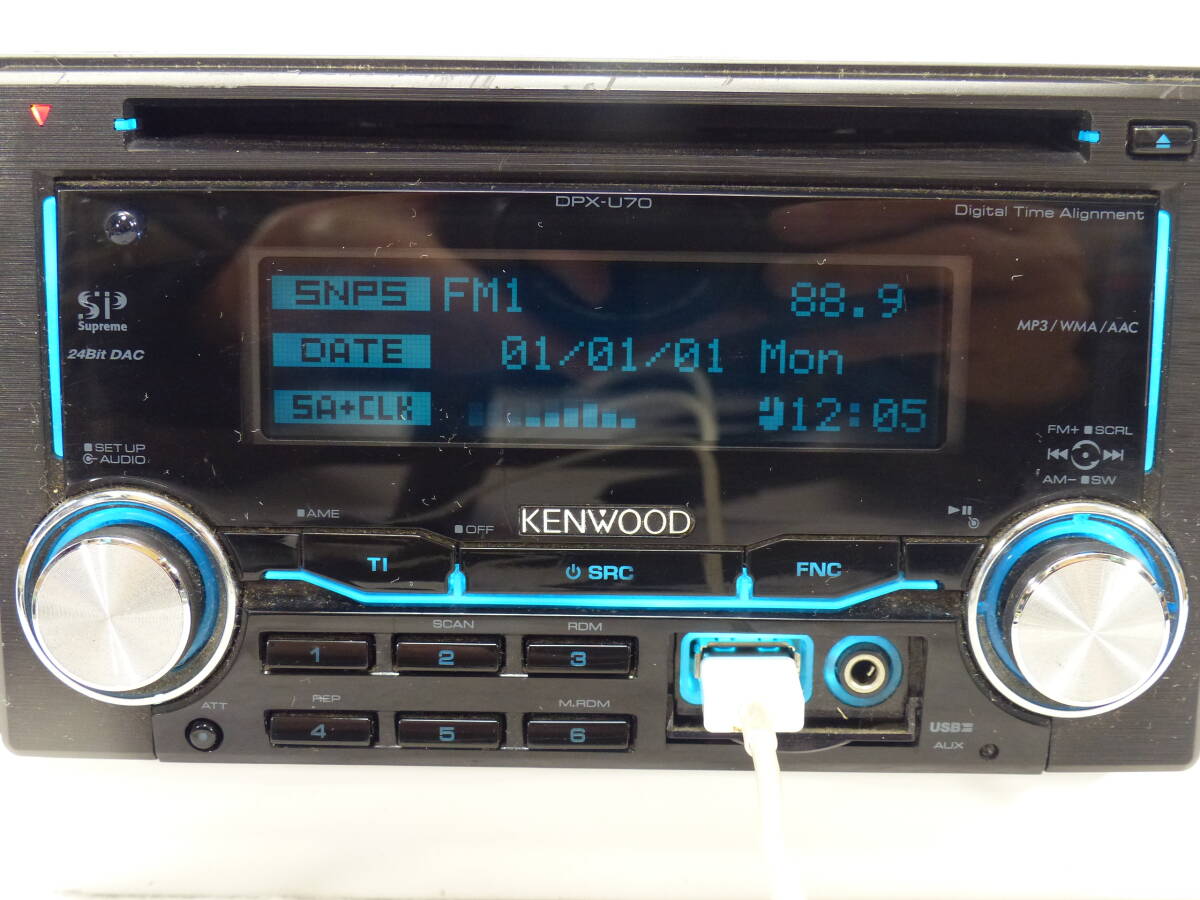 DPX-U70
Digital Time Alignment
SNPS FM1 88.9
Si Supreme
MP3/WMA/AAC
24Bit DAC
DATE 01/01/01 Mon
SA+CLK 12:05
FM+ SCRL
SET UP
AUDIO
AM− SW
AME
OFF
KENWOOD
TI
SRC
FNC
SCAN
RDM
1
2
3
REP
M.RDM
ATT
4
5
6
USB
AUX